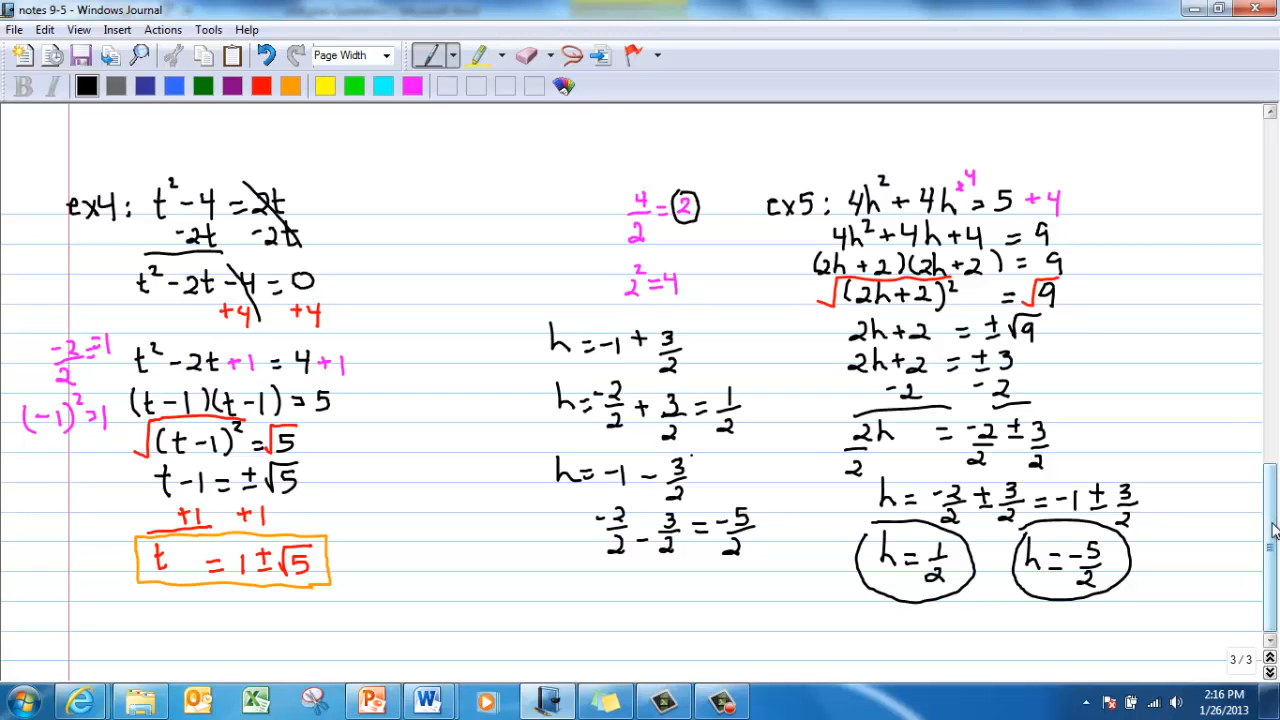 notes 9-5 - Windows Journal
File Edit View Insert Actions Tools Help
Page Width
B I
ex4: t² - 4 = 2t
-2t -2t
t² - 2t - 4 = 0
+4 +4
-2/2 = -1
t² - 2t + 1 = 4 + 1
(-1)² = 1
(t - 1)(t - 1) = 5
√(t - 1)² = √5
t - 1 = ± √5
+1 +1
t = 1 ± √5
4/2 = 2
2² = 4
h = -1 + 3/2
h = -2/2 + 3/2 = 1/2
h = -1 - 3/2
-2/2 - 3/2 = -5/2
ex5: 4h² + 4h +4 = 5 + 4
4h² + 4h + 4 = 9
(2h + 2)(2h + 2) = 9
√(2h + 2)² = √9
2h + 2 = ± √9
2h + 2 = ± 3
-2 -2
2h/2 = -2/2 ± 3/2
h = -2/2 ± 3/2 = -1 ± 3/2
h = 1/2 h = -5/2
3 / 3
2:16 PM
1/26/2013